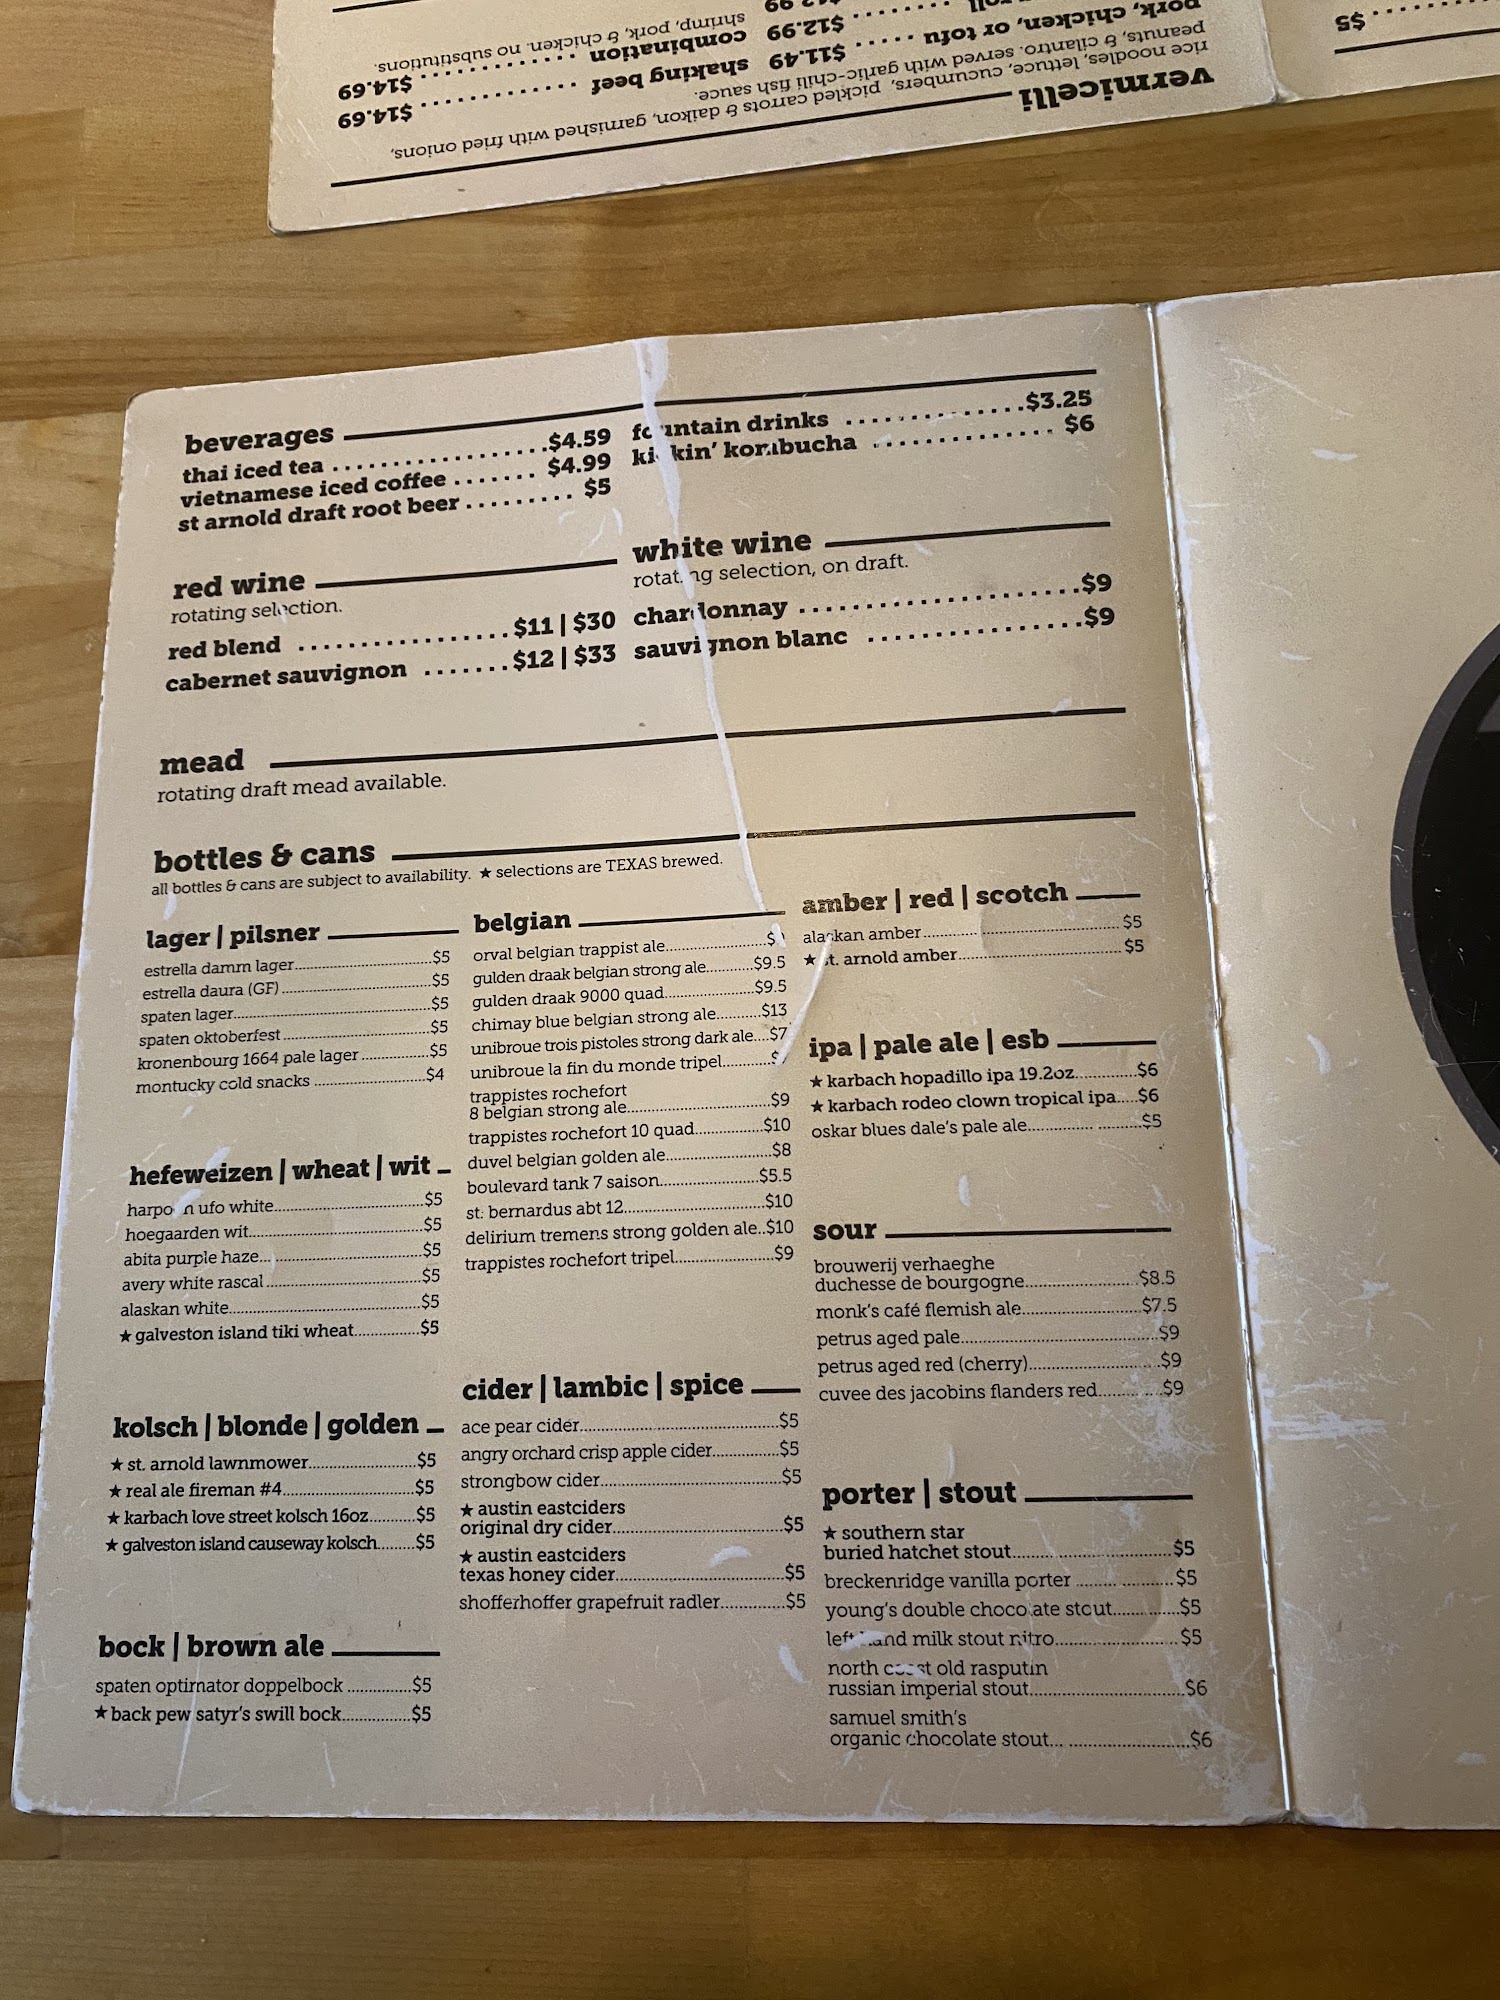 vermicelli
rice noodles, lettuce, cucumbers, pickled carrots & daikon, garnished with fried onions,
peanuts, & cilantro. served with garlic-chili fish sauce.
pork, chicken, or tofu ..... $11.49
roll ........ $12.99
shaking beef ............ $14.69
combination ............ $14.69
shrimp, pork, & chicken. no substitutions.
$5
beverages
thai iced tea ..................$4.59
vietnamese iced coffee ....... $4.99
st arnold draft root beer ......... $5
fountain drinks .............$3.25
kickin' kombucha ............. $6
red wine
rotating selection.
red blend ...............$11 | $30
cabernet sauvignon .......$12 | $33
white wine
rotating selection, on draft.
chardonnay .....................$9
sauvignon blanc ................$9
mead
rotating draft mead available.
bottles & cans
all bottles & cans are subject to availability. ★ selections are TEXAS brewed.
lager | pilsner
estrella damm lager....$5
estrella daura (GF)....$5
spaten lager....$5
spaten oktoberfest....$5
kronenbourg 1664 pale lager....$5
montucky cold snacks ....$4
hefeweizen | wheat | wit
harpoon ufo white....$5
hoegaarden wit....$5
abita purple haze....$5
avery white rascal....$5
alaskan white....$5
★ galveston island tiki wheat....$5
kolsch | blonde | golden
★ st. arnold lawnmower....$5
★ real ale fireman #4....$5
★ karbach love street kolsch 16oz....$5
★ galveston island causeway kolsch....$5
bock | brown ale
spaten optimator doppelbock ....$5
★ back pew satyr's swill bock....$5
belgian
orval belgian trappist ale....$
gulden draak belgian strong ale....$9.5
gulden draak 9000 quad....$9.5
chimay blue belgian strong ale....$13
unibroue trois pistoles strong dark ale....$7
unibroue la fin du monde tripel....$
trappistes rochefort
8 belgian strong ale....$9
trappistes rochefort 10 quad....$10
duvel belgian golden ale....$8
boulevard tank 7 saison....$5.5
st. bernardus abt 12....$10
delirium tremens strong golden ale..$10
trappistes rochefort tripel....$9
cider | lambic | spice
ace pear cider....$5
angry orchard crisp apple cider....$5
strongbow cider....$5
★ austin eastciders
original dry cider....$5
★ austin eastciders
texas honey cider....$5
shofferhoffer grapefruit radler....$5
amber | red | scotch
alaskan amber....$5
★ st. arnold amber....$5
ipa | pale ale | esb
★ karbach hopadillo ipa 19.2oz....$6
★ karbach rodeo clown tropical ipa....$6
oskar blues dale's pale ale....$5
sour
brouwerij verhaeghe
duchesse de bourgogne....$8.5
monk's café flemish ale....$7.5
petrus aged pale....$9
petrus aged red (cherry)....$9
cuvee des jacobins flanders red....$9
porter | stout
★ southern star
buried hatchet stout....$5
breckenridge vanilla porter ....$5
young's double chocolate stout....$5
left hand milk stout nitro....$5
north coast old rasputin
russian imperial stout....$6
samuel smith's
organic chocolate stout....$6